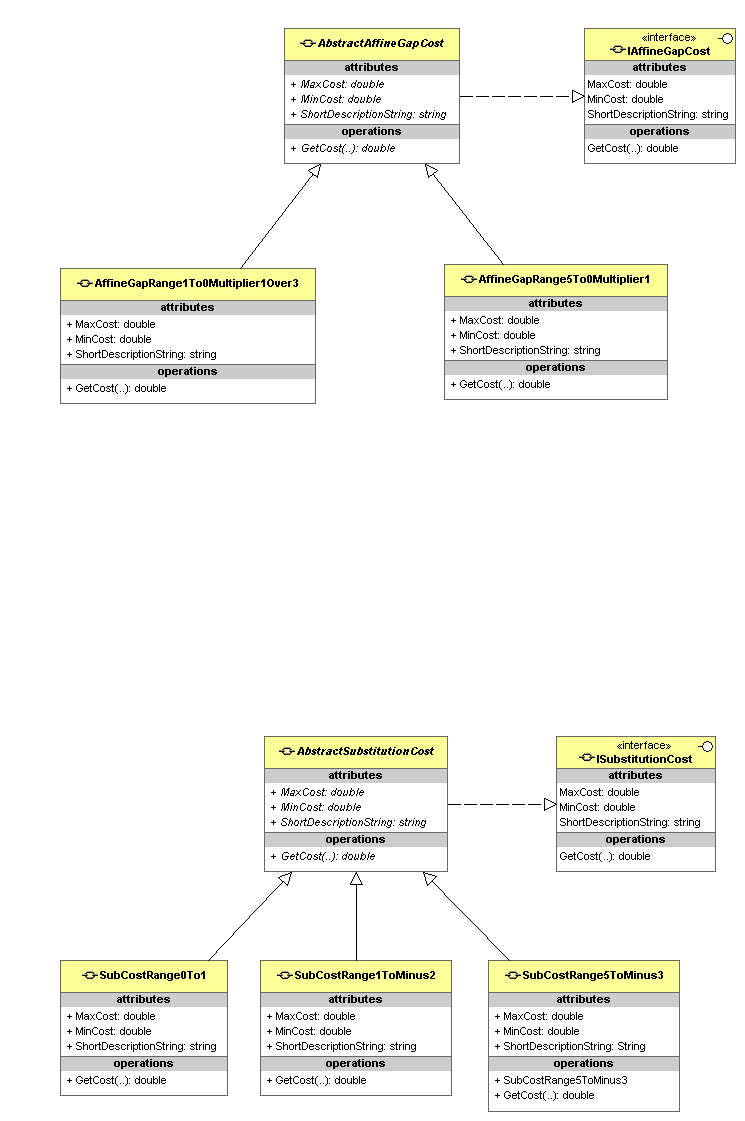 AbstractAffineGapCost
attributes
+ MaxCost: double
+ MinCost: double
+ ShortDescriptionString: string
operations
+ GetCost(..): double
«interface»
IAffineGapCost
attributes
MaxCost: double
MinCost: double
ShortDescriptionString: string
operations
GetCost(..): double
AffineGapRange1To0Multiplier1Over3
attributes
+ MaxCost: double
+ MinCost: double
+ ShortDescriptionString: string
operations
+ GetCost(..): double
AffineGapRange5To0Multiplier1
attributes
+ MaxCost: double
+ MinCost: double
+ ShortDescriptionString: string
operations
+ GetCost(..): double
AbstractSubstitutionCost
attributes
+ MaxCost: double
+ MinCost: double
+ ShortDescriptionString: string
operations
+ GetCost(..): double
«interface»
ISubstitutionCost
attributes
MaxCost: double
MinCost: double
ShortDescriptionString: string
operations
GetCost(..): double
SubCostRange0To1
attributes
+ MaxCost: double
+ MinCost: double
+ ShortDescriptionString: string
operations
+ GetCost(..): double
SubCostRange1ToMinus2
attributes
+ MaxCost: double
+ MinCost: double
+ ShortDescriptionString: string
operations
+ GetCost(..): double
SubCostRange5ToMinus3
attributes
+ MaxCost: double
+ MinCost: double
+ ShortDescriptionString: String
operations
+ SubCostRange5ToMinus3
+ GetCost(..): double